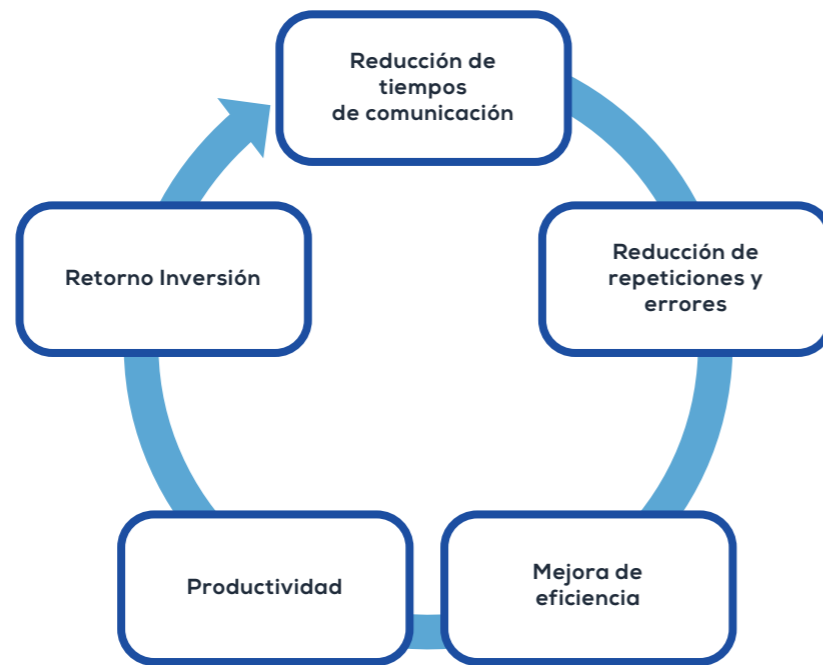 Reducción de
tiempos
de comunicación
Reducción de
repeticiones y
errores
Mejora de
eficiencia
Productividad
Retorno Inversión